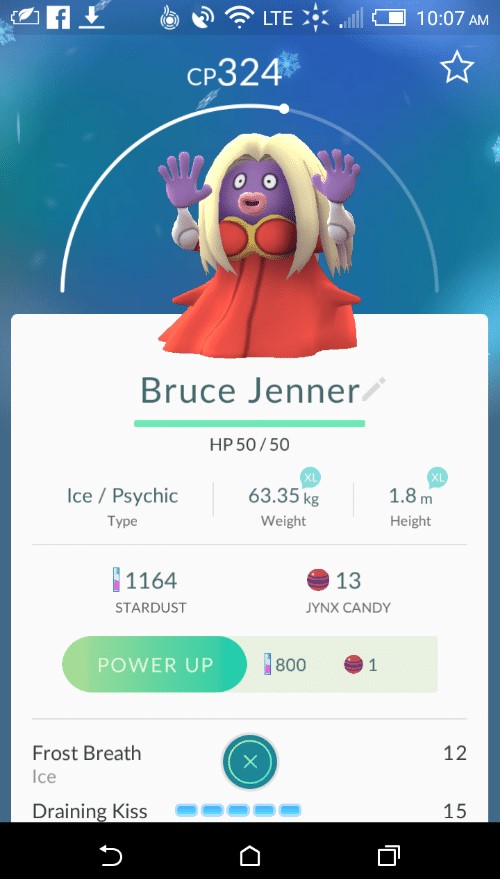 LTE 10:07 AM
CP324
Bruce Jenner
HP 50 / 50
Ice / Psychic
Type
XL
63.35 kg
Weight
XL
1.8 m
Height
1164
STARDUST
13
JYNX CANDY
POWER UP 800 1
Frost Breath 12
Ice
Draining Kiss 15